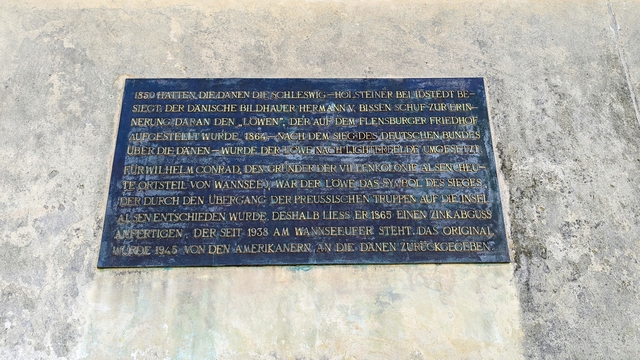 1850 HATTEN DIE DÄNEN DIE SCHLESWIG-HOLSTEINER BEI IDSTEDT BE-
SIEGT. DER DÄNISCHE BILDHAUER HERMANN V. BISSEN SCHUF ZUR ERIN-
NERUNG DARAN DEN „LÖWEN", DER AUF DEM FLENSBURGER FRIEDHOF
AUFGESTELLT WURDE. 1864 - NACH DEM SIEG DES DEUTSCHEN BUNDES
ÜBER DIE DÄNEN - WURDE DER LÖWE NACH LICHTERFELDE UMGESETZT.
FÜR WILHELM CONRAD, DEN GRÜNDER DER VILLENKOLONIE ALSEN, HEU-
TE ORTSTEIL VON WANNSEE, WAR DER LÖWE DAS SYMBOL DES SIEGES,
DER DURCH DEN ÜBERGANG DER PREUSSISCHEN TRUPPEN AUF DIE INSEL
ALSEN ENTSCHIEDEN WURDE. DESHALB LIESS ER 1865 EINEN ZINKABGUSS
ANFERTIGEN, DER SEIT 1938 AM WANNSEEUFER STEHT. DAS ORIGINAL
WURDE 1945 VON DEN AMERIKANERN AN DIE DÄNEN ZURÜCKGEGEBEN.